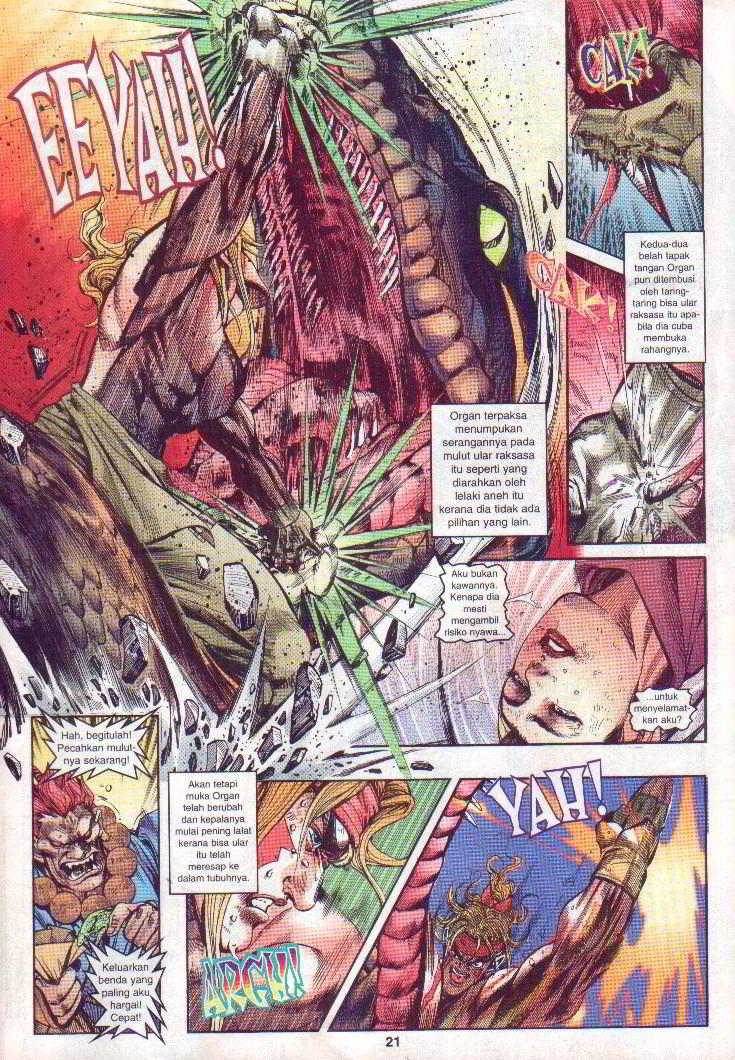 EEYAH!
CAK!
Kedua-dua
belah tapak
tangan Organ
pun ditembusi
oleh taring-
taring bisa ular
raksasa itu apa-
bila dia cuba
membuka
rahangnya.
CAK!
Organ terpaksa
menumpukan
serangannya pada
mulut ular raksasa
itu seperti yang
diarahkan oleh
lelaki aneh itu
kerana dia tidak ada
pilihan yang lain.
Aku bukan
kawannya.
Kenapa dia
mesti
mengambil
risiko nyawa...
...untuk
menyelamat-
kan aku?
Hah, begitulah!
Pecahkan mulut-
nya sekarang!
Keluarkan
benda yang
paling aku
hargai!
Cepat!
Akan tetapi
muka Organ
telah berubah
dan kepalanya
mulai pening lalat
kerana bisa ular
itu telah
meresap ke
dalam tubuhnya.
ARGH!
YAH!
21